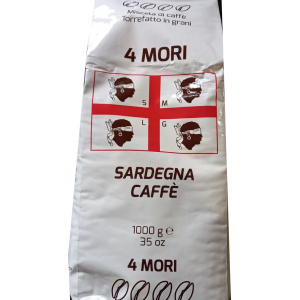 Miscela di caffè
Torrefatto in grani
4 MORI
S M
L G
SARDEGNA
CAFFÈ
1000 g ℮
35 oz
4 MORI